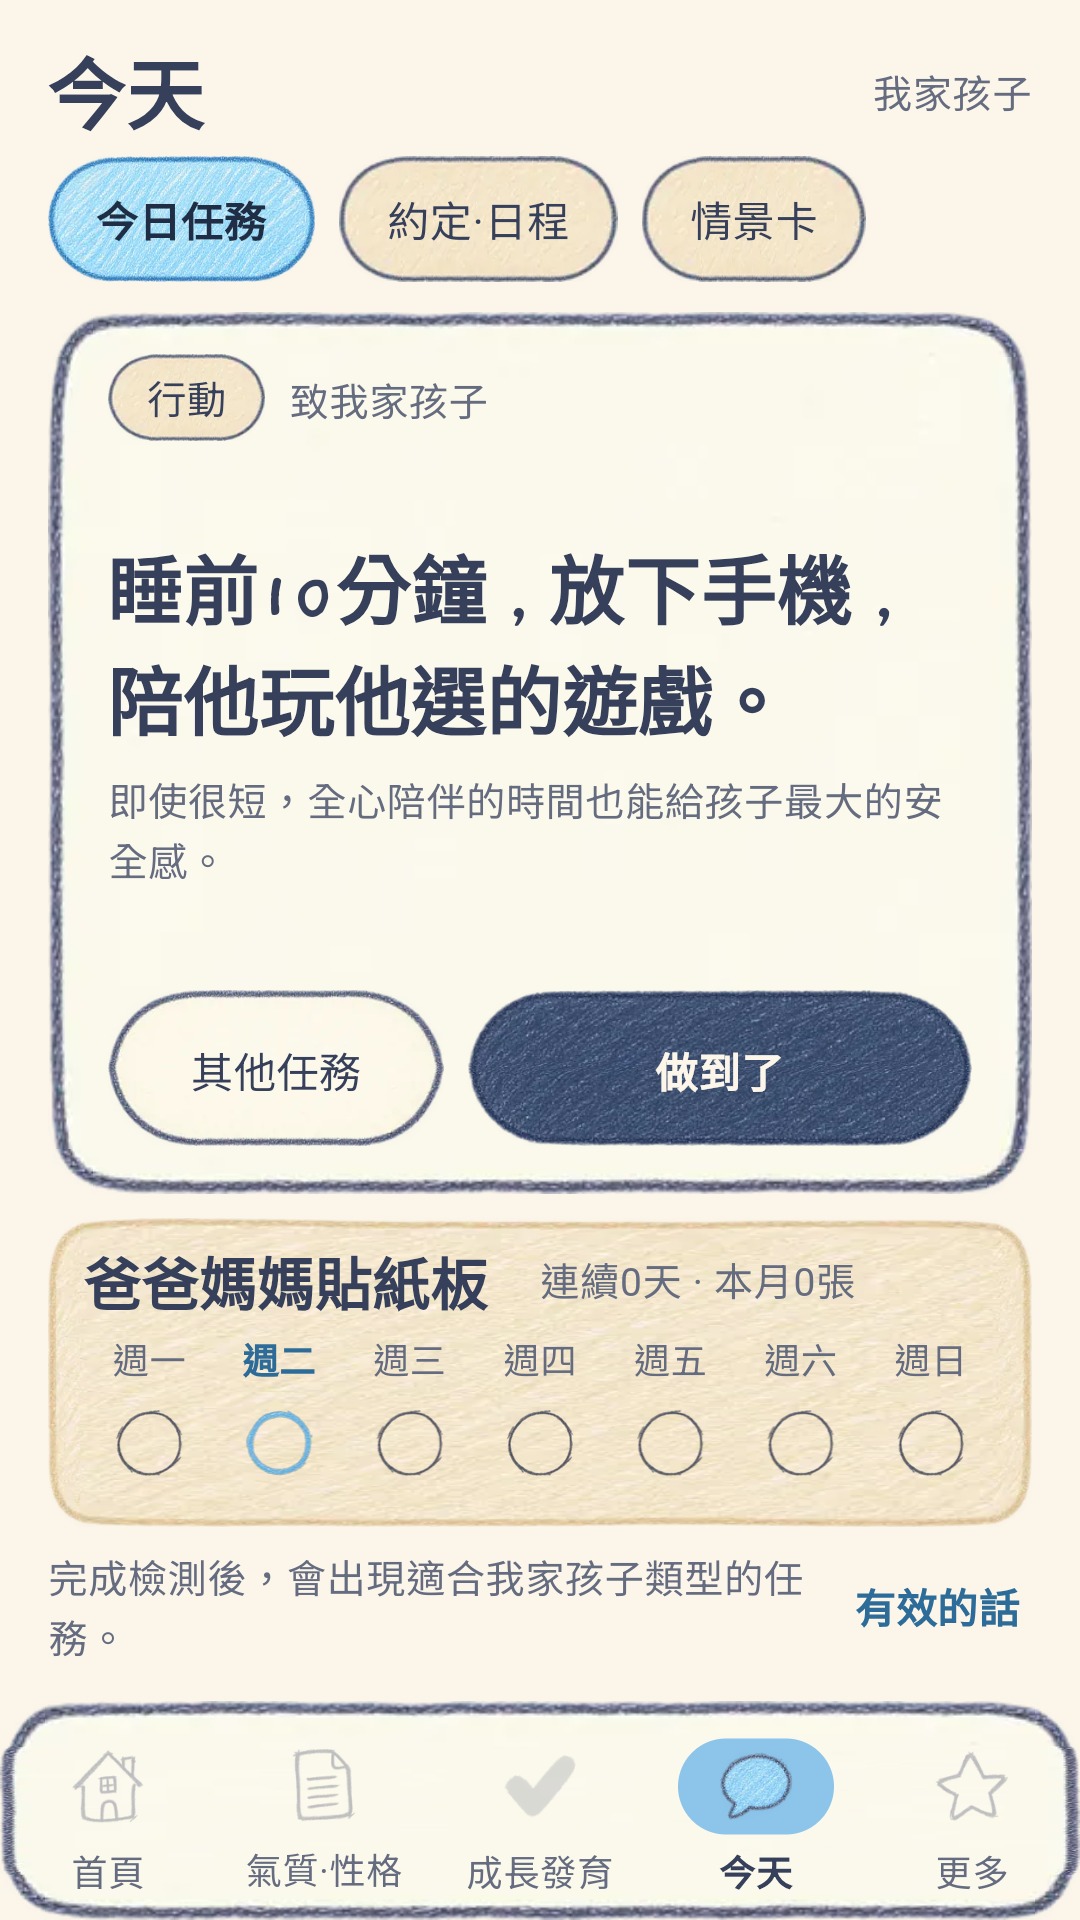 今天
我家孩子
今日任務
約定·日程
情景卡
行動
致我家孩子
睡前10分鐘，放下手機，
陪他玩他選的遊戲。
即使很短，全心陪伴的時間也能給孩子最大的安
全感。
其他任務
做到了
爸爸媽媽貼紙板
連續0天 · 本月0張
週一 週二 週三 週四 週五 週六 週日
完成檢測後，會出現適合我家孩子類型的任
務。
有效的話
首頁 氣質·性格 成長發育 今天 更多